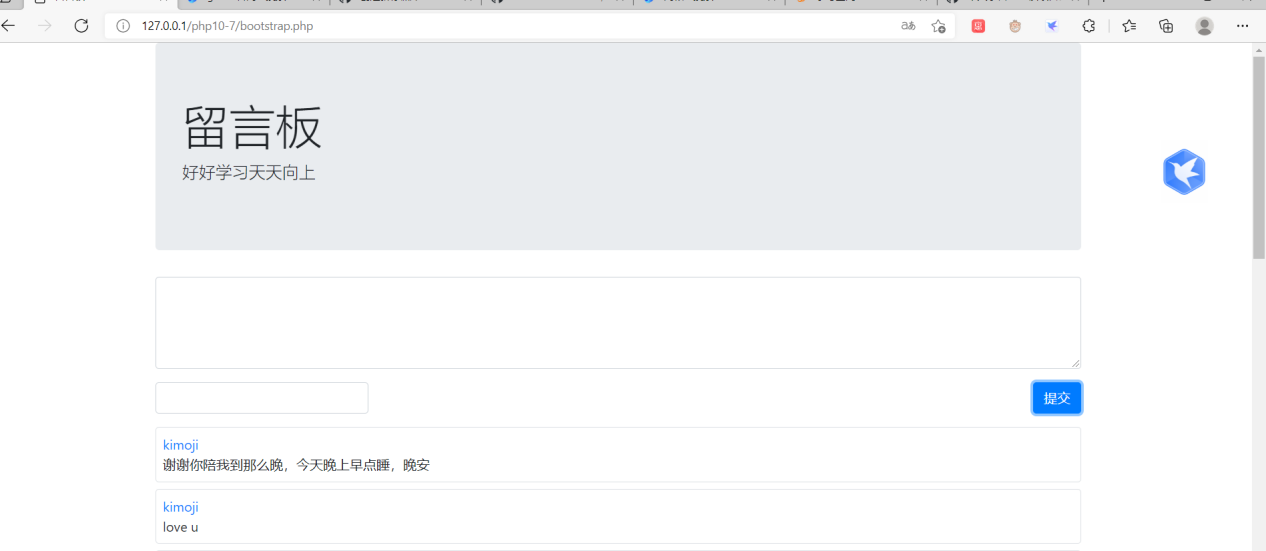 127.0.0.1/php10-7/bootstrap.php
留言板
好好学习天天向上
提交
kimoji
谢谢你陪我到那么晚，今天晚上早点睡，晚安
kimoji
love u